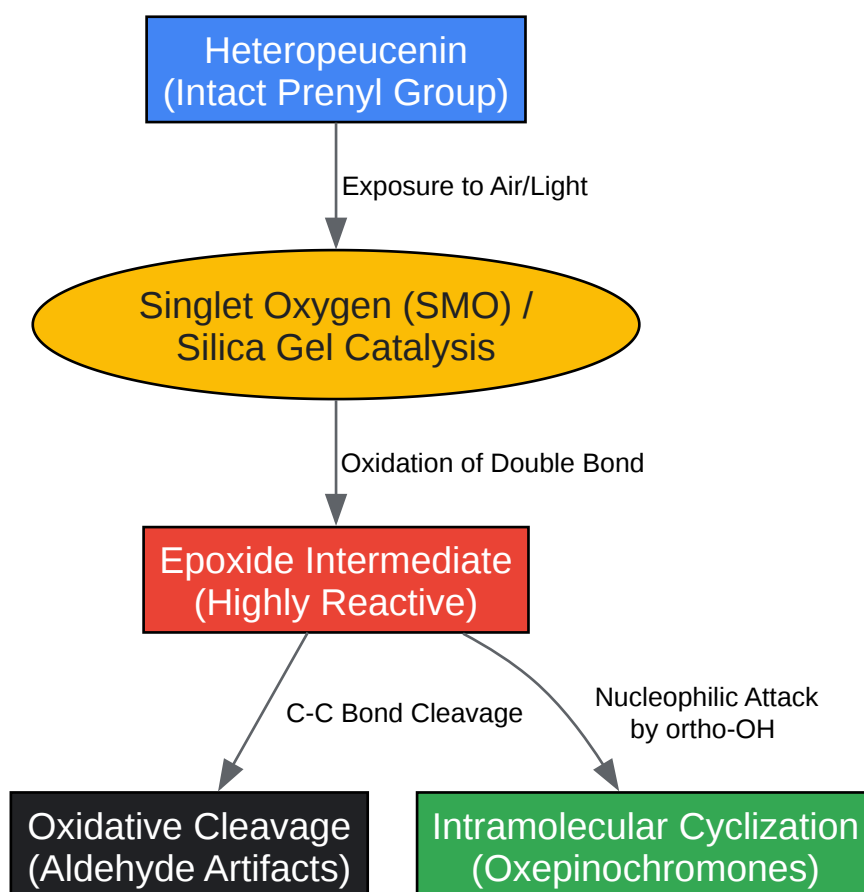 Heteropeucenin
(Intact Prenyl Group)
Exposure to Air/Light
Singlet Oxygen (SMO) /
Silica Gel Catalysis
Oxidation of Double Bond
Epoxide Intermediate
(Highly Reactive)
C-C Bond Cleavage
Nucleophilic Attack
by ortho-OH
Oxidative Cleavage
(Aldehyde Artifacts)
Intramolecular Cyclization
(Oxepinochromones)